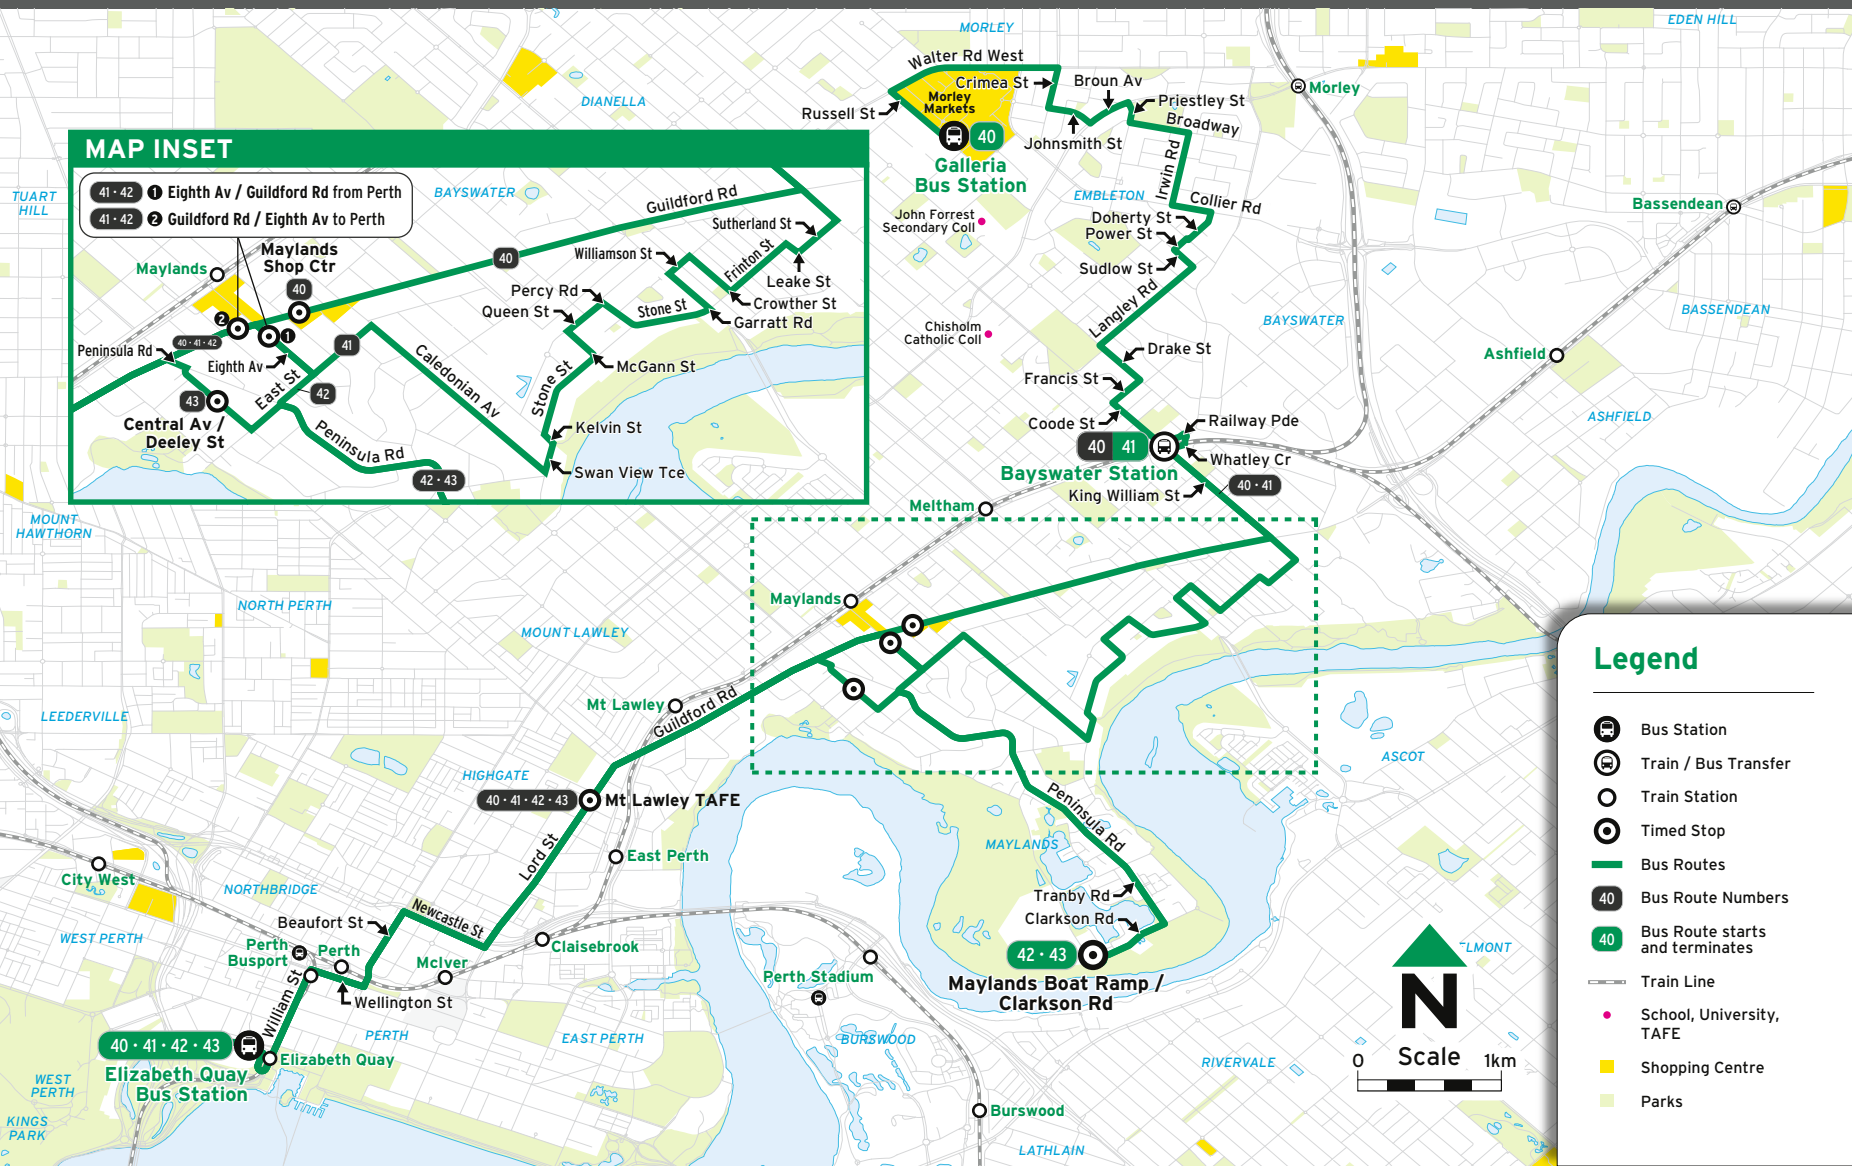 MORLEY
EDEN HILL
Walter Rd West
Crimea St
Broun Av
Morley
Morley
Markets
Priestley St
Russell St
Broadway
DIANELLA
40
Johnsmith St
Galleria
Bus Station
Irwin Rd
EMBLETON
Collier Rd
Bassendean
John Forrest
Secondary Coll
Doherty St
Power St
Sudlow St
TUART
HILL
MAP INSET
41 · 42 1 Eighth Av / Guildford Rd from Perth
41 · 42 2 Guildford Rd / Eighth Av to Perth
BAYSWATER
Guildford Rd
Sutherland St
Maylands
Shop Ctr
Maylands
40
40
Williamson St
Frinton St
Leake St
Percy Rd
Crowther St
Queen St
Stone St
Garratt Rd
2
1
40 · 41 · 42
41
Peninsula Rd
Eighth Av
Caledonian Av
McGann St
East St
42
43
Stone St
Central Av /
Deeley St
Peninsula Rd
Kelvin St
Swan View Tce
42 · 43
Langley Rd
BAYSWATER
BASSENDEAN
Chisholm
Catholic Coll
Drake St
Ashfield
Francis St
ASHFIELD
Coode St
Railway Pde
40 41
Whatley Cr
Bayswater Station
King William St
40 · 41
Meltham
MOUNT
HAWTHORN
NORTH PERTH
MOUNT LAWLEY
Maylands
LEEDERVILLE
Mt Lawley
Guildford Rd
ASCOT
HIGHGATE
40 · 41 · 42 · 43
Mt Lawley TAFE
Peninsula Rd
MAYLANDS
Lord St
East Perth
City West
NORTHBRIDGE
Tranby Rd
Newcastle St
Beaufort St
Clarkson Rd
WEST PERTH
Perth
Busport
Perth
McIver
Claisebrook
42 · 43
Perth Stadium
Maylands Boat Ramp /
Clarkson Rd
Wellington St
William St
PERTH
EAST PERTH
BURSWOOD
40 · 41 · 42 · 43
Elizabeth Quay
Elizabeth Quay
Bus Station
WEST
PERTH
KINGS
PARK
RIVERVALE
Burswood
LATHLAIN
LMONT
N
0 Scale 1km
Legend
Bus Station
Train / Bus Transfer
Train Station
Timed Stop
Bus Routes
40 Bus Route Numbers
40 Bus Route starts
and terminates
Train Line
School, University,
TAFE
Shopping Centre
Parks